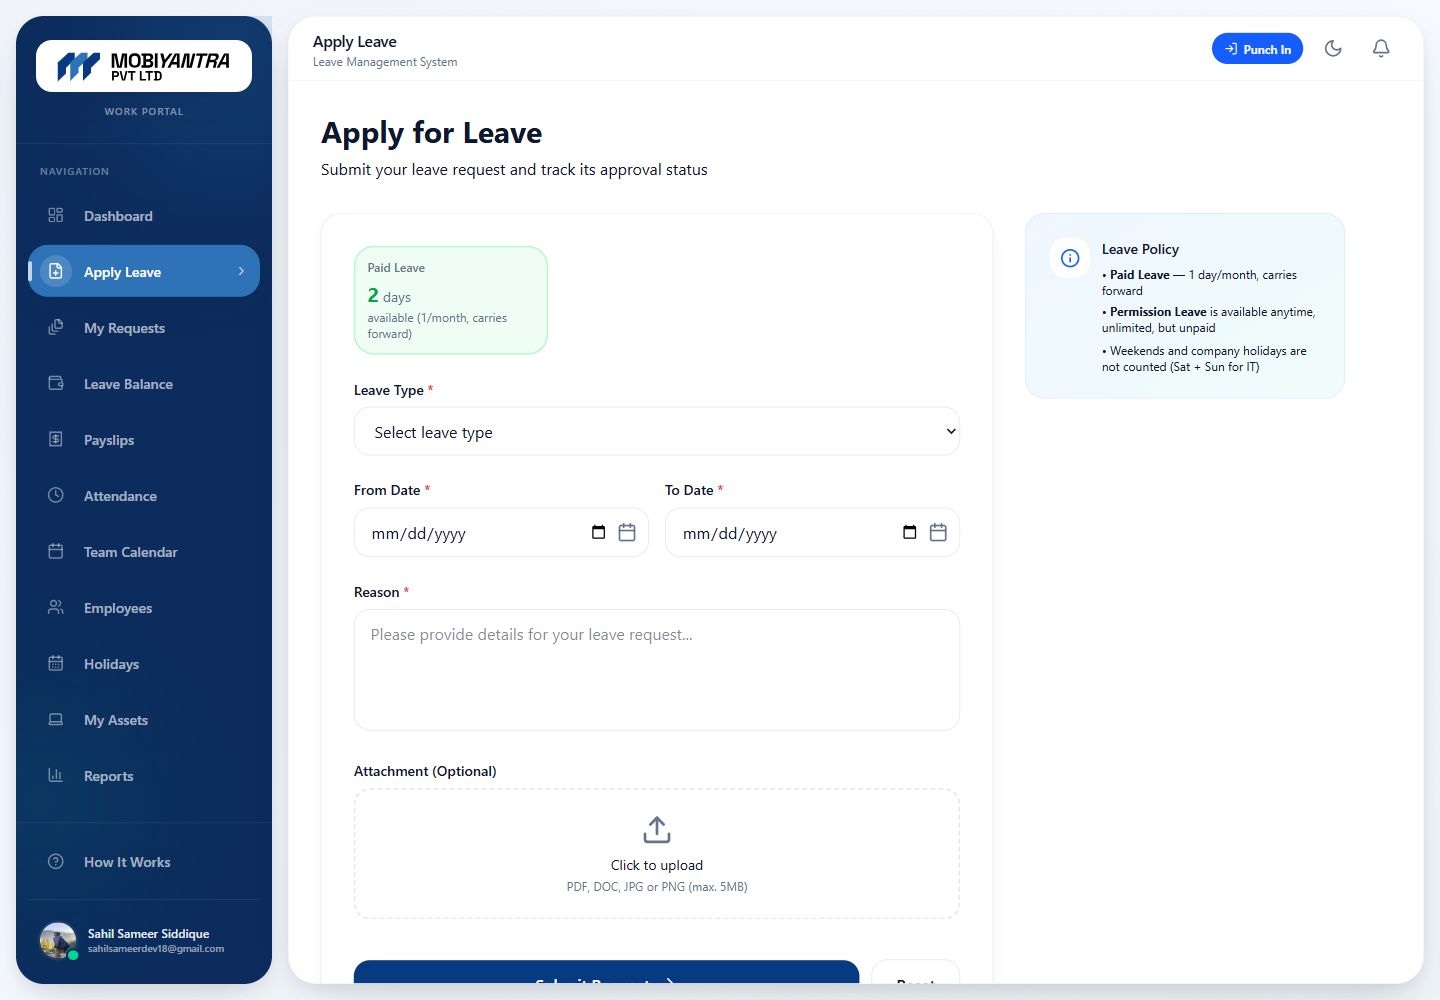 MOBIYANTRA
PVT LTD
WORK PORTAL
NAVIGATION
Dashboard
Apply Leave
My Requests
Leave Balance
Payslips
Attendance
Team Calendar
Employees
Holidays
My Assets
Reports
How It Works
Sahil Sameer Siddique
sahilsameerdev18@gmail.com
Apply Leave
Leave Management System
Punch In
Apply for Leave
Submit your leave request and track its approval status
Paid Leave
2 days
available (1/month, carries
forward)
Leave Type *
Select leave type
From Date *
To Date *
mm/dd/yyyy
mm/dd/yyyy
Reason *
Please provide details for your leave request...
Attachment (Optional)
Click to upload
PDF, DOC, JPG or PNG (max. 5MB)
Submit Request
Reset
Leave Policy
• Paid Leave — 1 day/month, carries
forward
• Permission Leave is available anytime,
unlimited, but unpaid
• Weekends and company holidays are
not counted (Sat + Sun for IT)